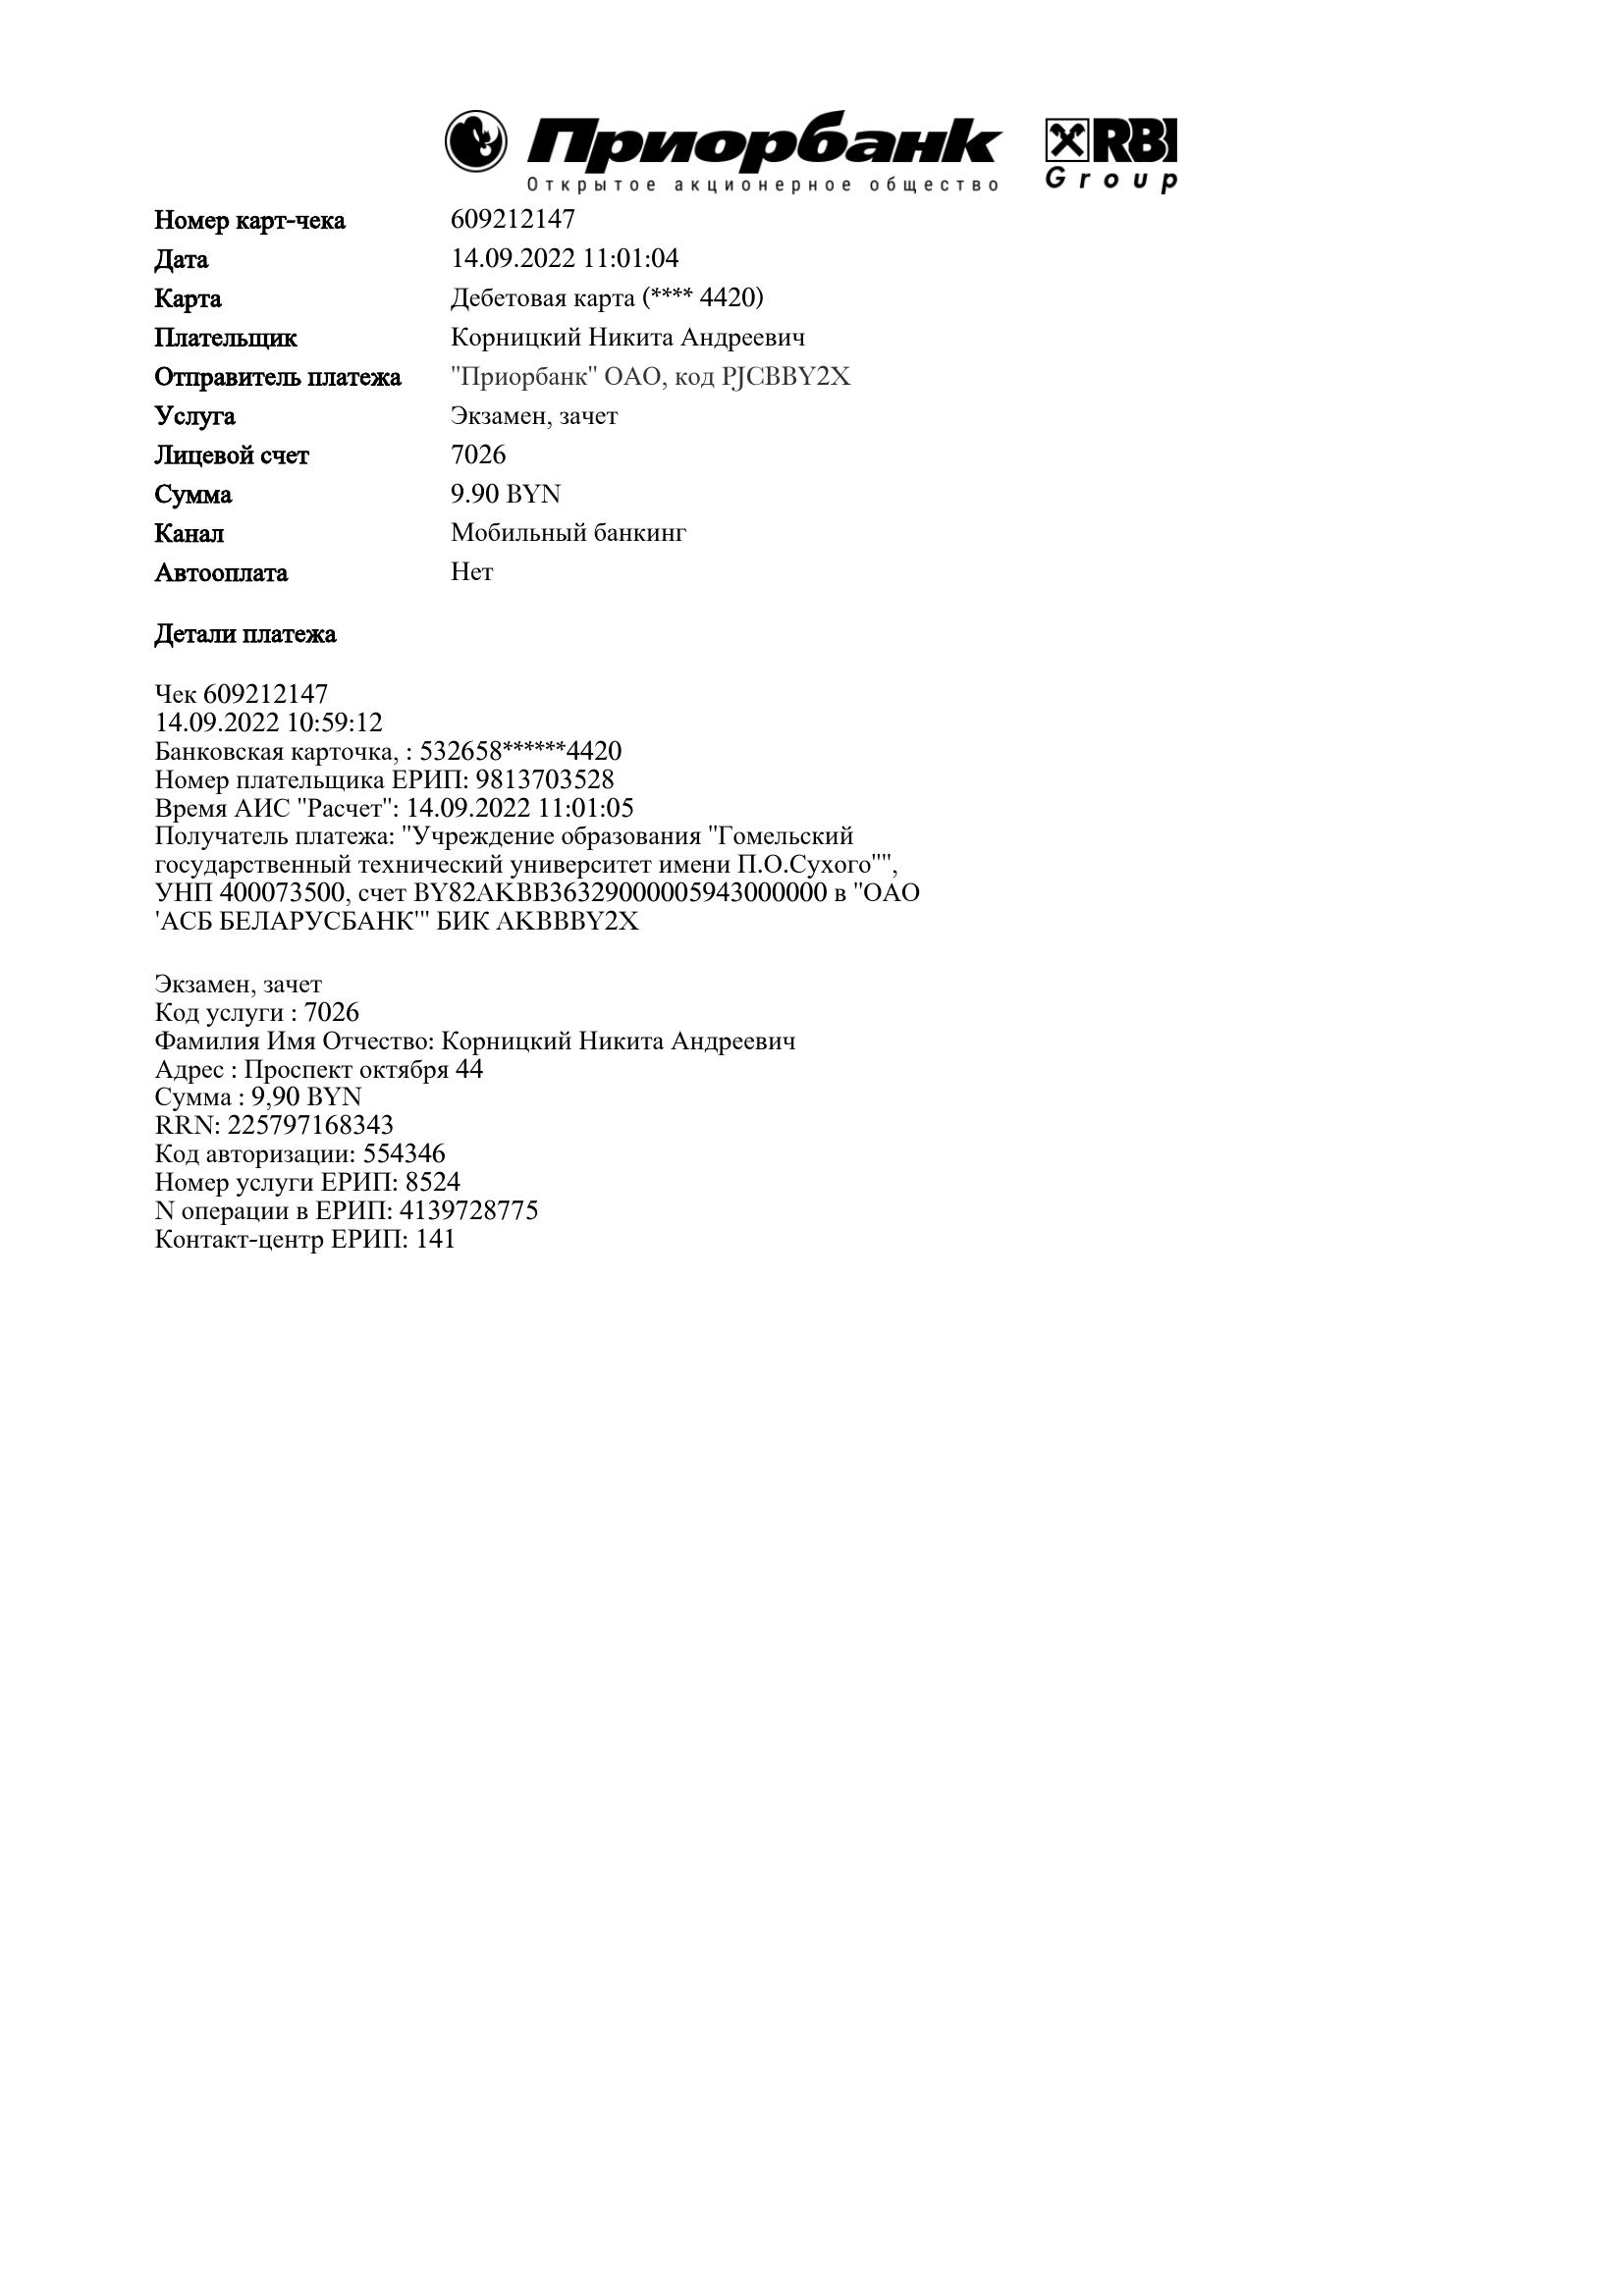 Приорбанк
Открытое акционерное общество
RBI
Group
Номер карт-чека 609212147
Дата 14.09.2022 11:01:04
Карта Дебетовая карта (**** 4420)
Плательщик Корницкий Никита Андреевич
Отправитель платежа "Приорбанк" ОАО, код PJCBBY2X
Услуга Экзамен, зачет
Лицевой счет 7026
Сумма 9.90 BYN
Канал Мобильный банкинг
Автооплата Нет
Детали платежа
Чек 609212147
14.09.2022 10:59:12
Банковская карточка, : 532658******4420
Номер плательщика ЕРИП: 9813703528
Время АИС "Расчет": 14.09.2022 11:01:05
Получатель платежа: "Учреждение образования "Гомельский
государственный технический университет имени П.О.Сухого"",
УНП 400073500, счет BY82AKBB36329000005943000000 в "ОАО
'АСБ БЕЛАРУСБАНК'" БИК AKBBBY2X
Экзамен, зачет
Код услуги : 7026
Фамилия Имя Отчество: Корницкий Никита Андреевич
Адрес : Проспект октября 44
Сумма : 9,90 BYN
RRN: 225797168343
Код авторизации: 554346
Номер услуги ЕРИП: 8524
N операции в ЕРИП: 4139728775
Контакт-центр ЕРИП: 141